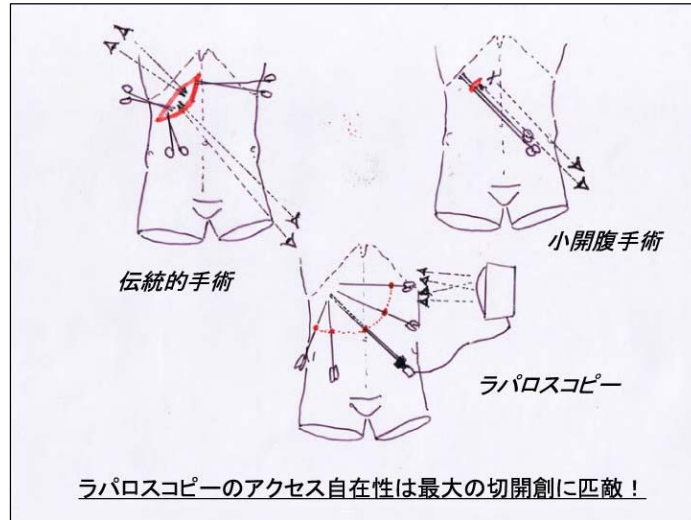 伝統的手術
小開腹手術
ラパロスコピー
ラパロスコピーのアクセス自在性は最大の切開創に匹敵！